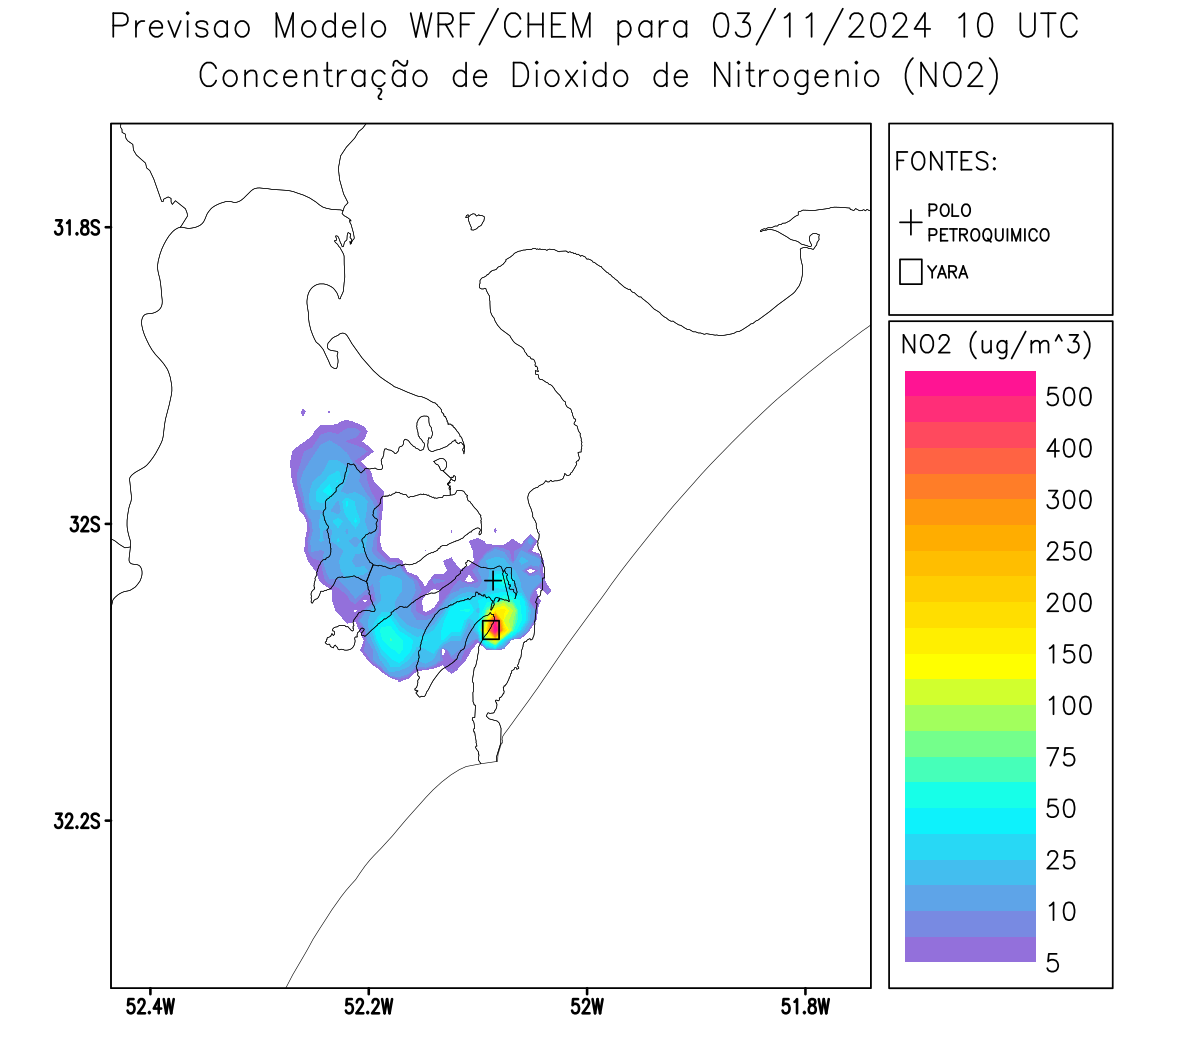 Previsao Modelo WRF/CHEM para 03/11/2024 10 UTC
Concentração de Dioxido de Nitrogenio (NO2)
FONTES:
POLO
PETROQUIMICO
YARA
31.8S
32S
32.2S
52.4W
52.2W
52W
51.8W
NO2 (ug/m^3)
500
400
300
250
200
150
100
75
50
25
10
5